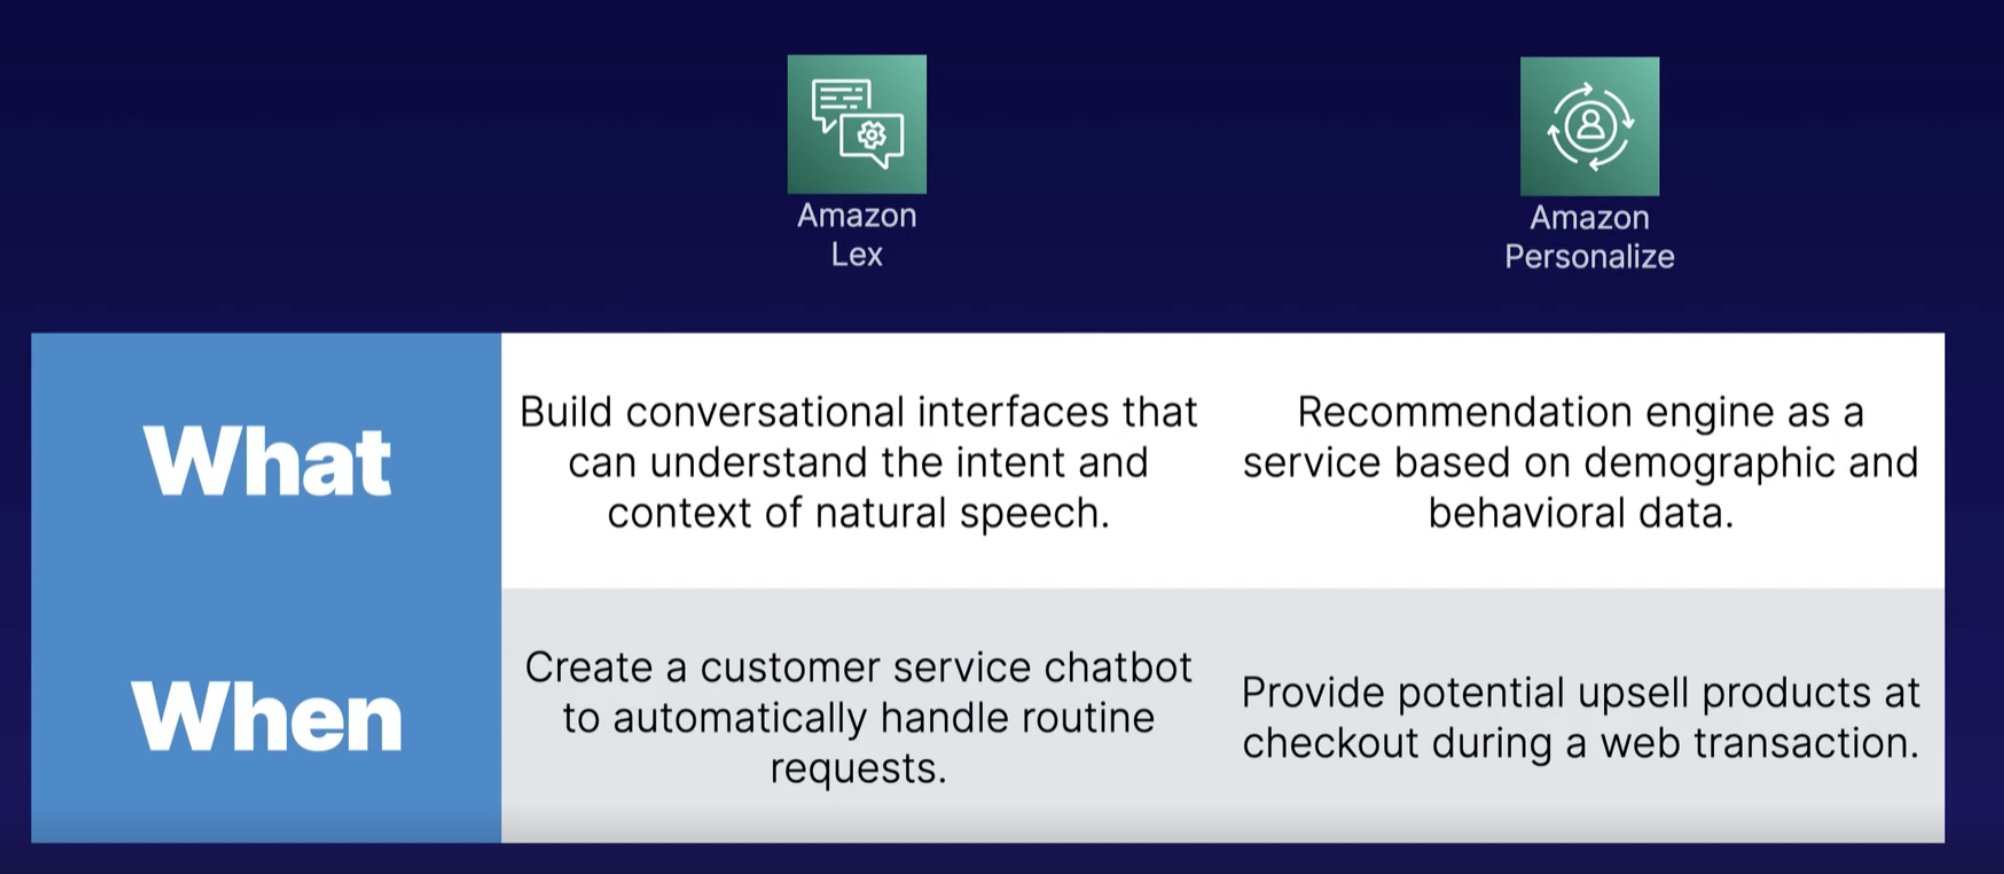 Amazon
Lex
Amazon
Personalize
What
Build conversational interfaces that
can understand the intent and
context of natural speech.
Recommendation engine as a
service based on demographic and
behavioral data.
When
Create a customer service chatbot
to automatically handle routine
requests.
Provide potential upsell products at
checkout during a web transaction.